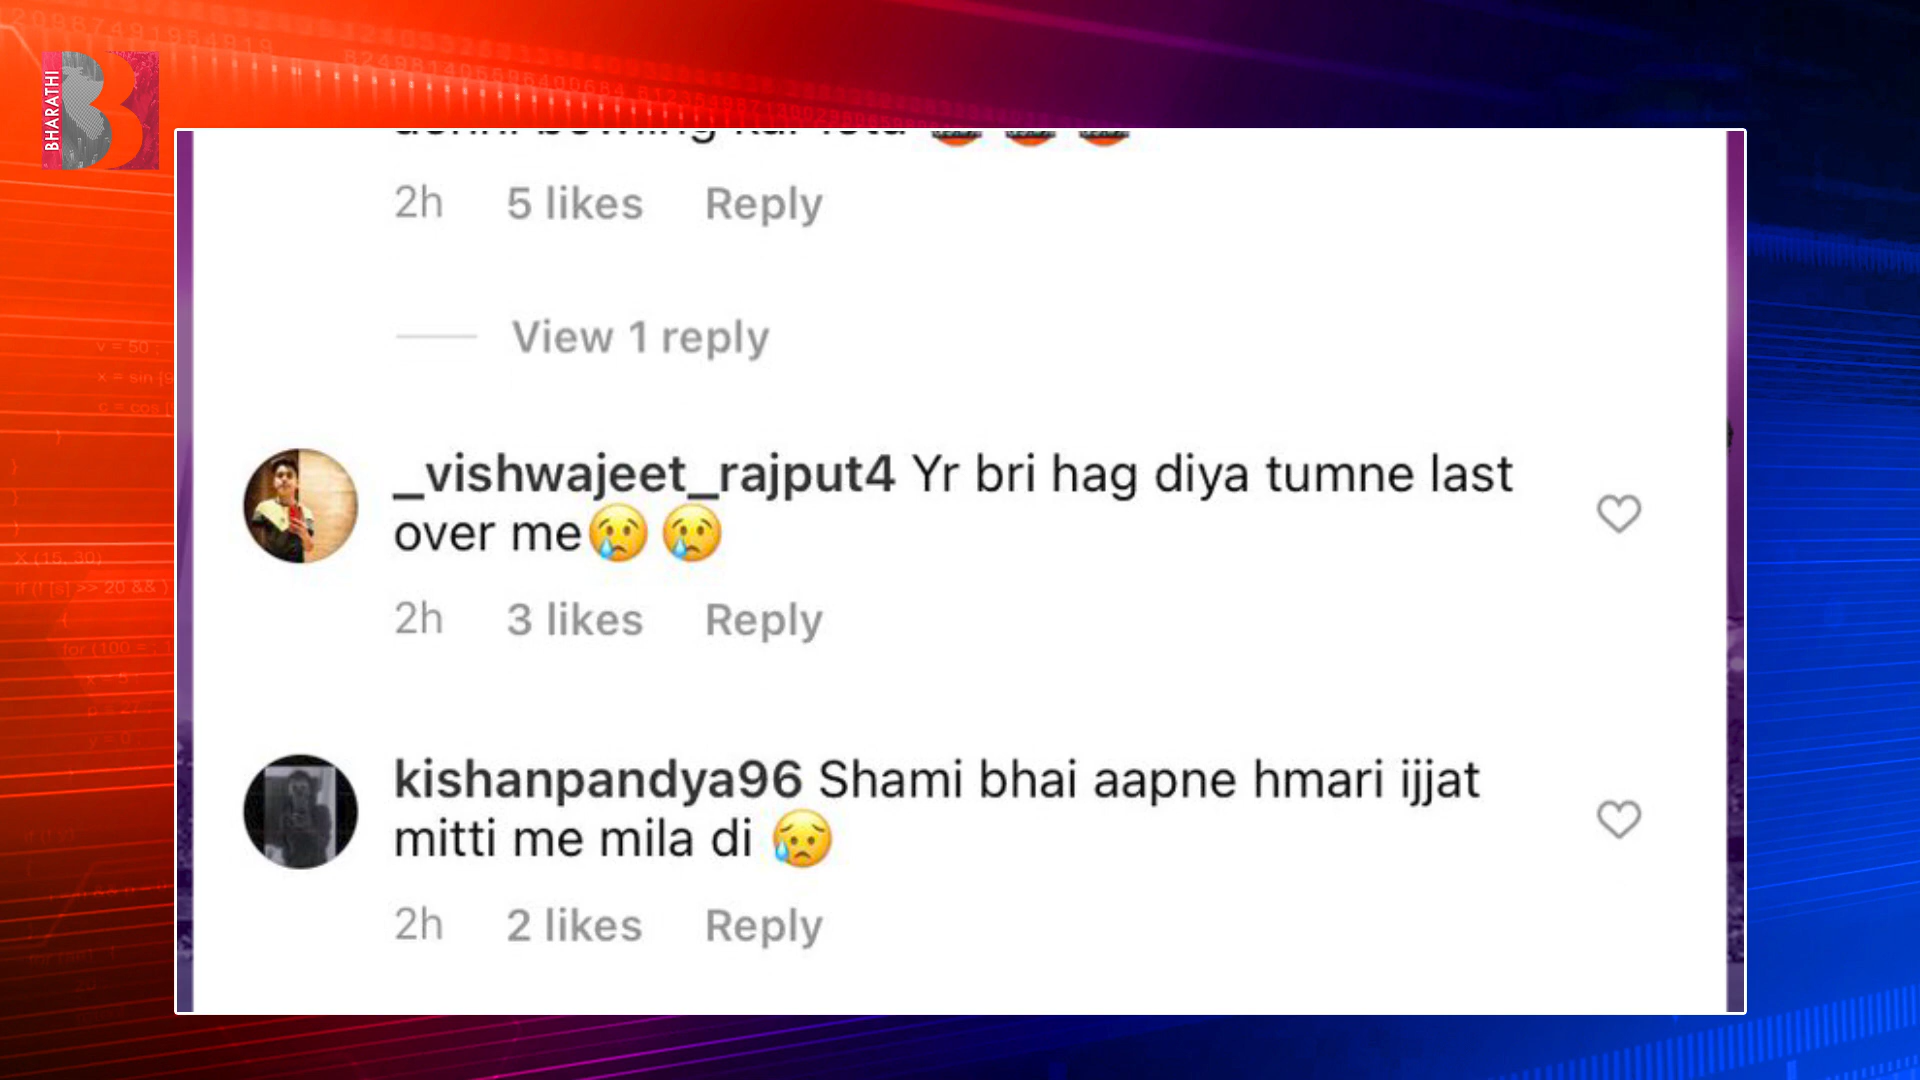 BHARATHI
2h 5 likes Reply
View 1 reply
_vishwajeet_rajput4 Yr bri hag diya tumne last
over me😢😢
2h 3 likes Reply
kishanpandya96 Shami bhai aapne hmari ijjat
mitti me mila di 😥
2h 2 likes Reply
v = 50 ;